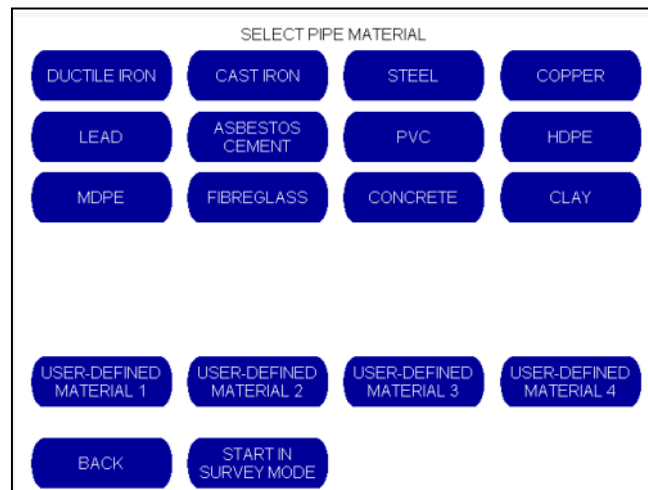 SELECT PIPE MATERIAL
DUCTILE IRON
CAST IRON
STEEL
COPPER
LEAD
ASBESTOS
CEMENT
PVC
HDPE
MDPE
FIBREGLASS
CONCRETE
CLAY
USER-DEFINED
MATERIAL 1
USER-DEFINED
MATERIAL 2
USER-DEFINED
MATERIAL 3
USER-DEFINED
MATERIAL 4
BACK
START IN
SURVEY MODE